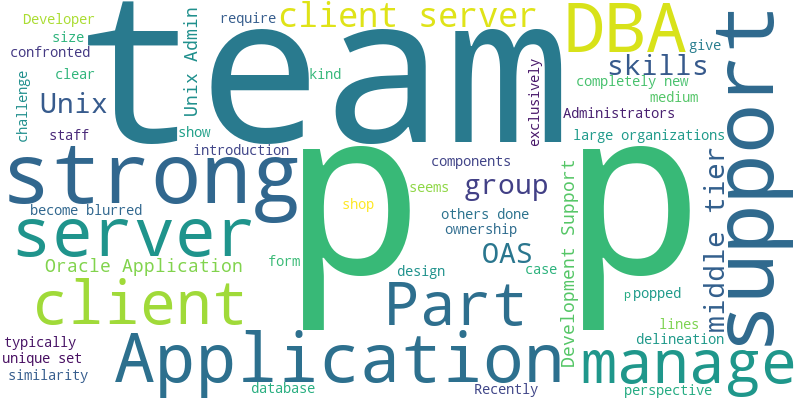 Developer
require
client server
DBA
team
size
give
confronted
Unix Admin
support
clear
kind
skills
completely new
Unix
exclusively
medium
challenge
Administrators
staff
show
large organizations
strong
introduction
p p
components
middle tier
seems
group
shop
become blurred
others done
Development Support
server
ownership
OAS
Oracle Application
form
design
case
client
Part
p
popped
lines
delineation
typically
Application
manage
unique set
similarity
database
Recently
perspective